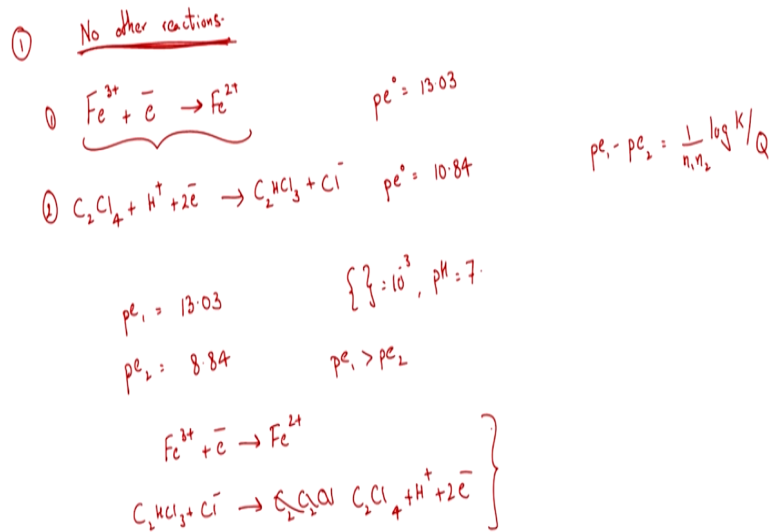 ① No other reactions.
① Fe³⁺ + e̅ → Fe²⁺ pe° = 13.03
② C₂Cl₄ + H⁺ + 2e̅ → C₂HCl₃ + Cl⁻ pe° = 10.84 pe₁ - pe₂ = 1/n₁n₂ log K/Q
pe₁ = 13.03 { } = 10⁻³, pH = 7.
pe₂ = 8.84 pe₁ > pe₂
Fe³⁺ + e̅ → Fe²⁺
C₂HCl₃ + Cl⁻ → C₂Cl₄ + H⁺ + 2e̅